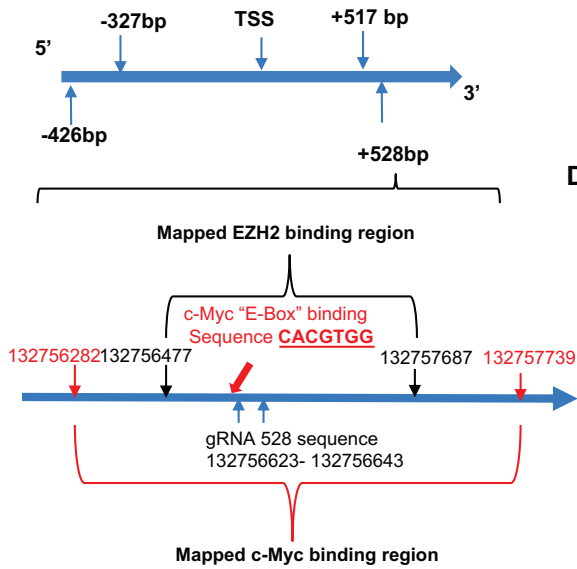 -327bp TSS +517 bp
5’
3’
-426bp
+528bp
D
Mapped EZH2 binding region
c-Myc “E-Box” binding
Sequence CACGTGG
132756282 132756477 132757687 132757739
gRNA 528 sequence
132756623- 132756643
Mapped c-Myc binding region